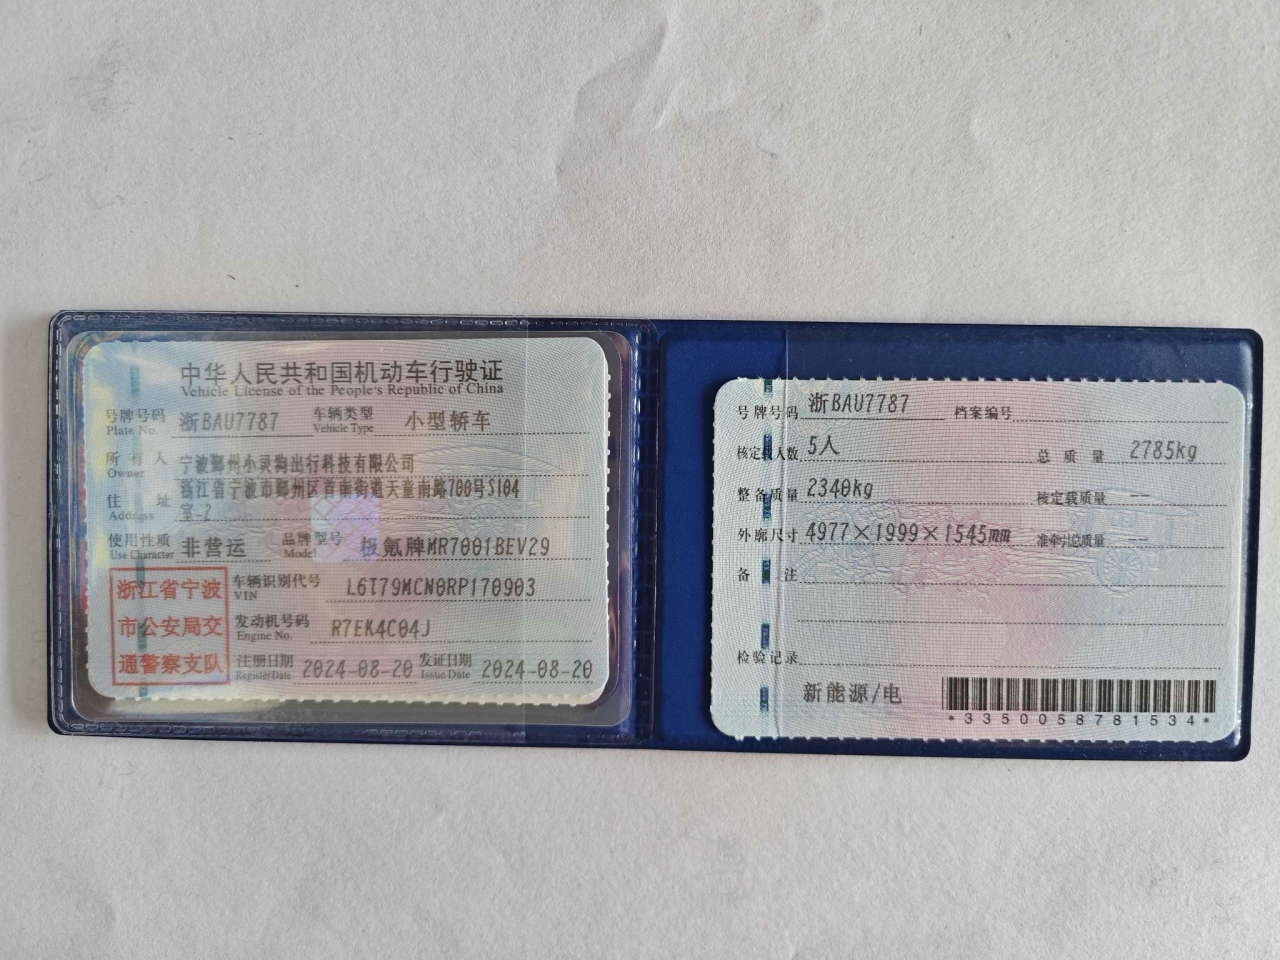 中华人民共和国机动车行驶证
Vehicle License of the People's Republic of China
号牌号码 浙BAU7787 车辆类型 小型轿车
Plate No. Vehicle Type
所有人 宁波鄞州小灵狗出行科技有限公司
Owner
住址 浙江省宁波市鄞州区首南街道天童南路700号S104
Address 室-2
使用性质 非营运 品牌型号 极氪牌MR7001BEV29
Use Character Model
浙江省宁波
市公安局交
通警察支队
车辆识别代号 L6T79MCN0RP170903
VIN
发动机号码 R7EK4C04J
Engine No.
注册日期 2024-08-20 发证日期 2024-08-20
Register Date Issue Date
号牌号码 浙BAU7787 档案编号
核定载人数 5人 总质量 2785kg
整备质量 2340kg 核定载质量 --
外廓尺寸 4977×1999×1545mm 准牵引总质量 --
备注
检验记录
新能源/电
*3350058781534*